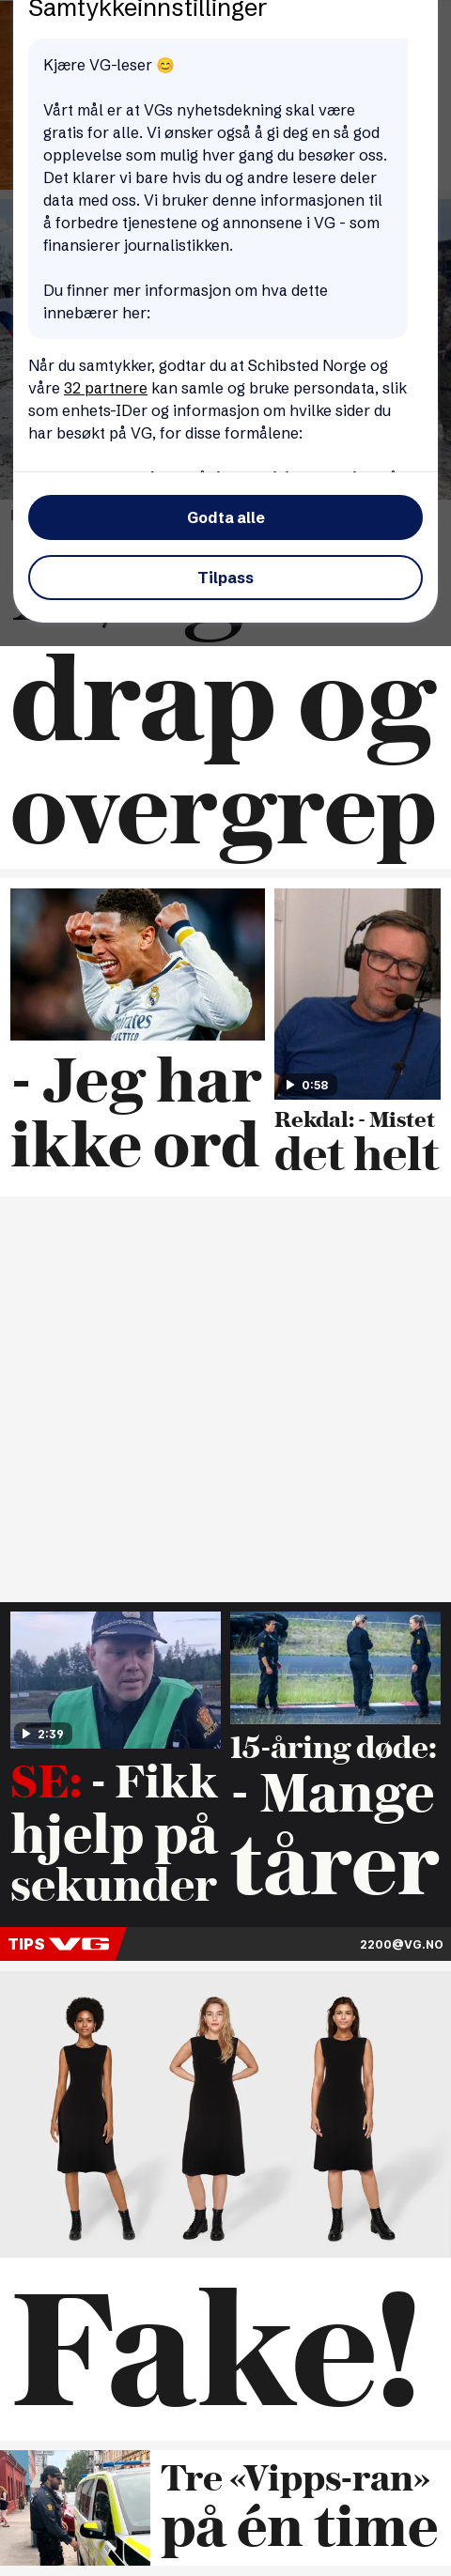 Samtykkeinnstillinger
Kjære VG-leser 😊
Vårt mål er at VGs nyhetsdekning skal være
gratis for alle. Vi ønsker også å gi deg en så god
opplevelse som mulig hver gang du besøker oss.
Det klarer vi bare hvis du og andre lesere deler
data med oss. Vi bruker denne informasjonen til
å forbedre tjenestene og annonsene i VG - som
finansierer journalistikken.
Du finner mer informasjon om hva dette
innebærer her:
Når du samtykker, godtar du at Schibsted Norge og
våre 32 partnere kan samle og bruke persondata, slik
som enhets-IDer og informasjon om hvilke sider du
har besøkt på VG, for disse formålene:
Godta alle
Tilpass
drap og
overgrep
- Jeg har
ikke ord
0:58
Rekdal: - Mistet
det helt
2:39
SE: - Fikk
hjelp på
sekunder
15-åring døde:
- Mange
tårer
TIPS VG
2200@VG.NO
Fake!
Tre «Vipps-ran»
på én time